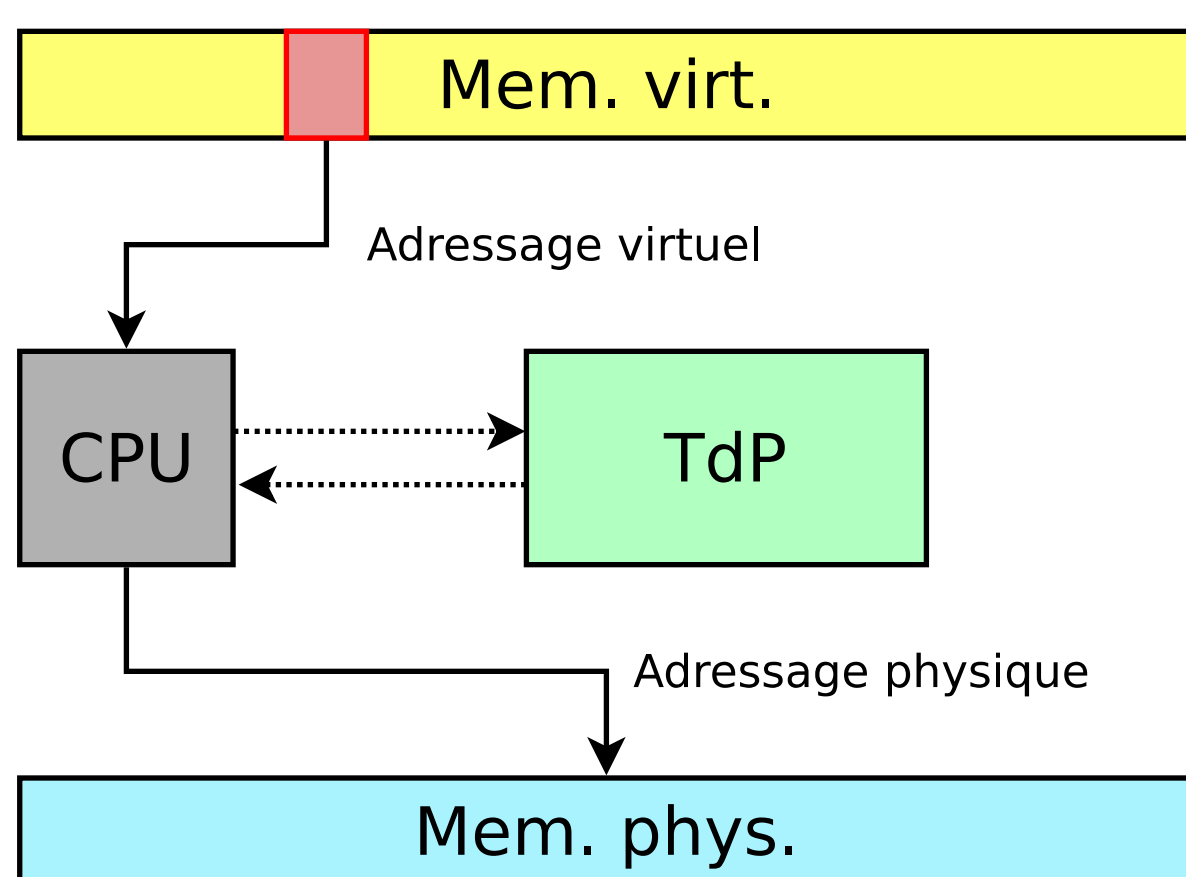 Mem. virt.
Adressage virtuel
CPU
TdP
Adressage physique
Mem. phys.